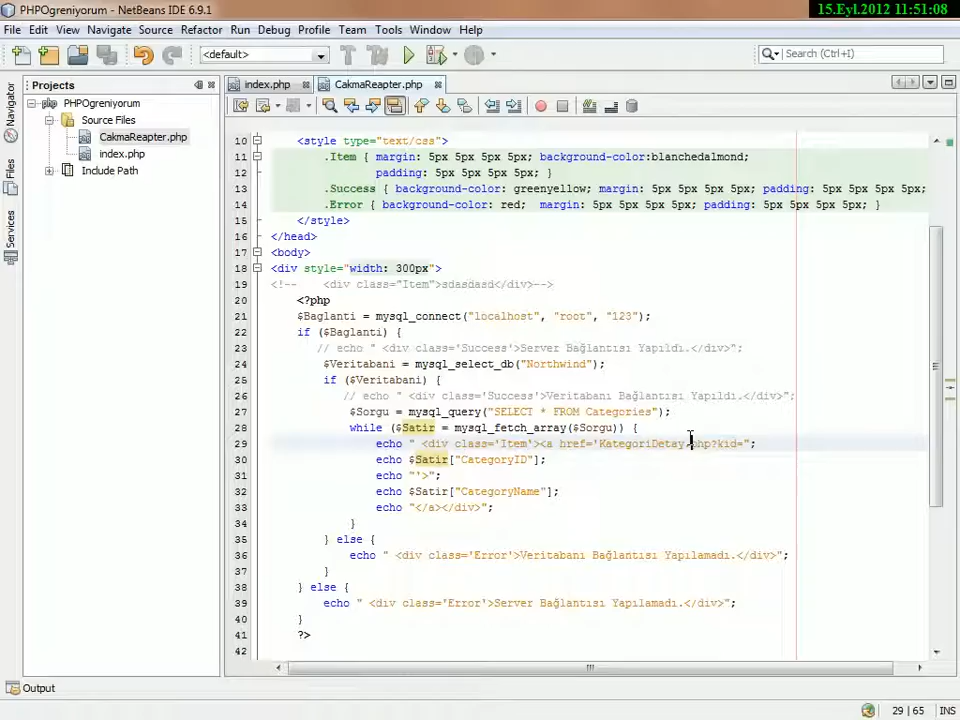 PHPOgreniyorum - NetBeans IDE 6.9.1
15.Eyl.2012 11:51:08
File Edit View Navigate Source Refactor Run Debug Profile Team Tools Window Help
<default>
Search (Ctrl+I)
Projects
index.php
CakmaReapter.php
Navigator
Files
Services
PHPOgreniyorum
Source Files
CakmaReapter.php
index.php
Include Path
10 <style type="text/css">
11 .Item { margin: 5px 5px 5px 5px; background-color:blanchedalmond;
12 padding: 5px 5px 5px 5px; }
13 .Success { background-color: greenyellow; margin: 5px 5px 5px 5px; padding: 5px 5px 5px 5px;
14 .Error { background-color: red; margin: 5px 5px 5px 5px; padding: 5px 5px 5px 5px; }
15 </style>
16 </head>
17 <body>
18 <div style="width: 300px">
19 <!-- <div class="Item">sdasdasd</div>-->
20 <?php
21 $Baglanti = mysql_connect("localhost", "root", "123");
22 if ($Baglanti) {
23 // echo " <div class='Success'>Server Bağlantısı Yapıldı.</div>";
24 $Veritabani = mysql_select_db("Northwind");
25 if ($Veritabani) {
26 // echo " <div class='Success'>Veritabanı Bağlantısı Yapıldı.</div>";
27 $Sorgu = mysql_query("SELECT * FROM Categories");
28 while ($Satir = mysql_fetch_array($Sorgu)) {
29 echo " <div class='Item'><a href='KategoriDetay.php?kid=";
30 echo $Satir["CategoryID"];
31 echo "'>";
32 echo $Satir["CategoryName"];
33 echo "</a></div>";
34 }
35 } else {
36 echo " <div class='Error'>Veritabanı Bağlantısı Yapılamadı.</div>";
37 }
38 } else {
39 echo " <div class='Error'>Server Bağlantısı Yapılamadı.</div>";
40 }
41 ?>
42
Output
29 | 65
INS